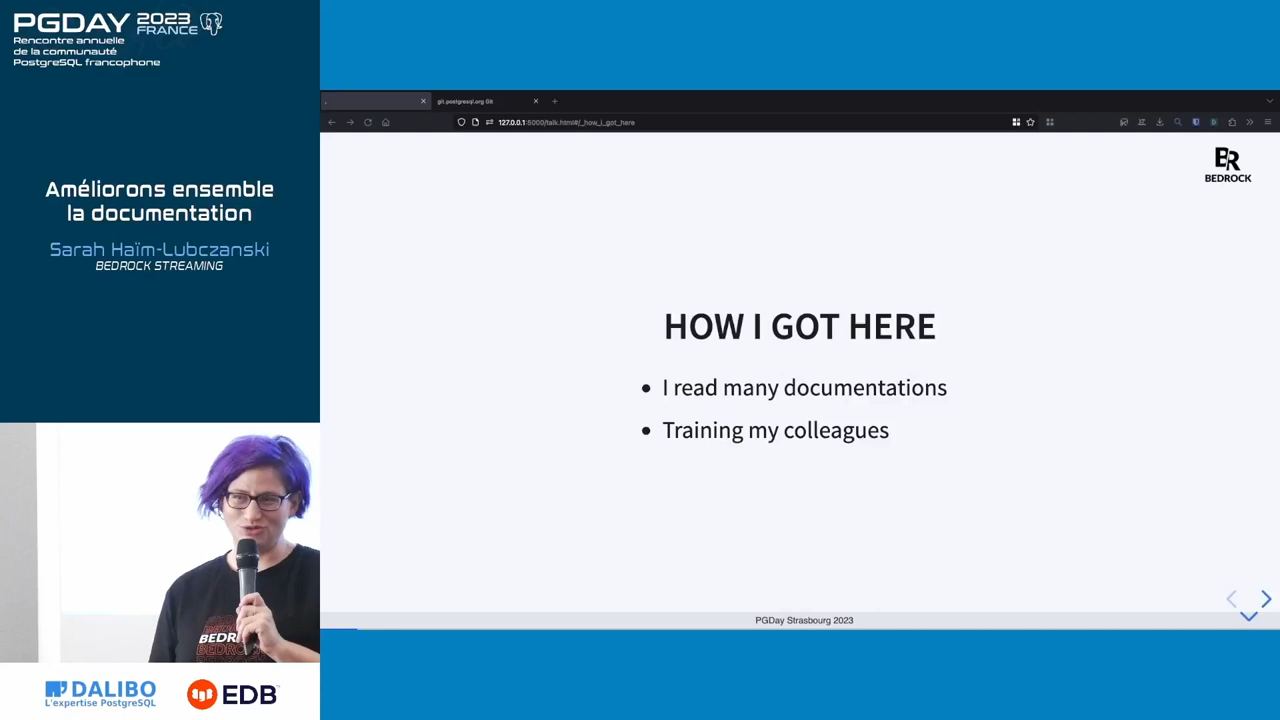 PGDAY 2023 FRANCE
Rencontre annuelle
de la communauté
PostgreSQL francophone
Améliorons ensemble
la documentation
Sarah Haïm-Lubczanski
BEDROCK STREAMING
git.postgresql.org Git
127.0.0.1:5000/talk.html#/_how_i_got_here
BR
BEDROCK
HOW I GOT HERE
• I read many documentations
• Training my colleagues
PGDay Strasbourg 2023
DALIBO
L'expertise PostgreSQL
EDB